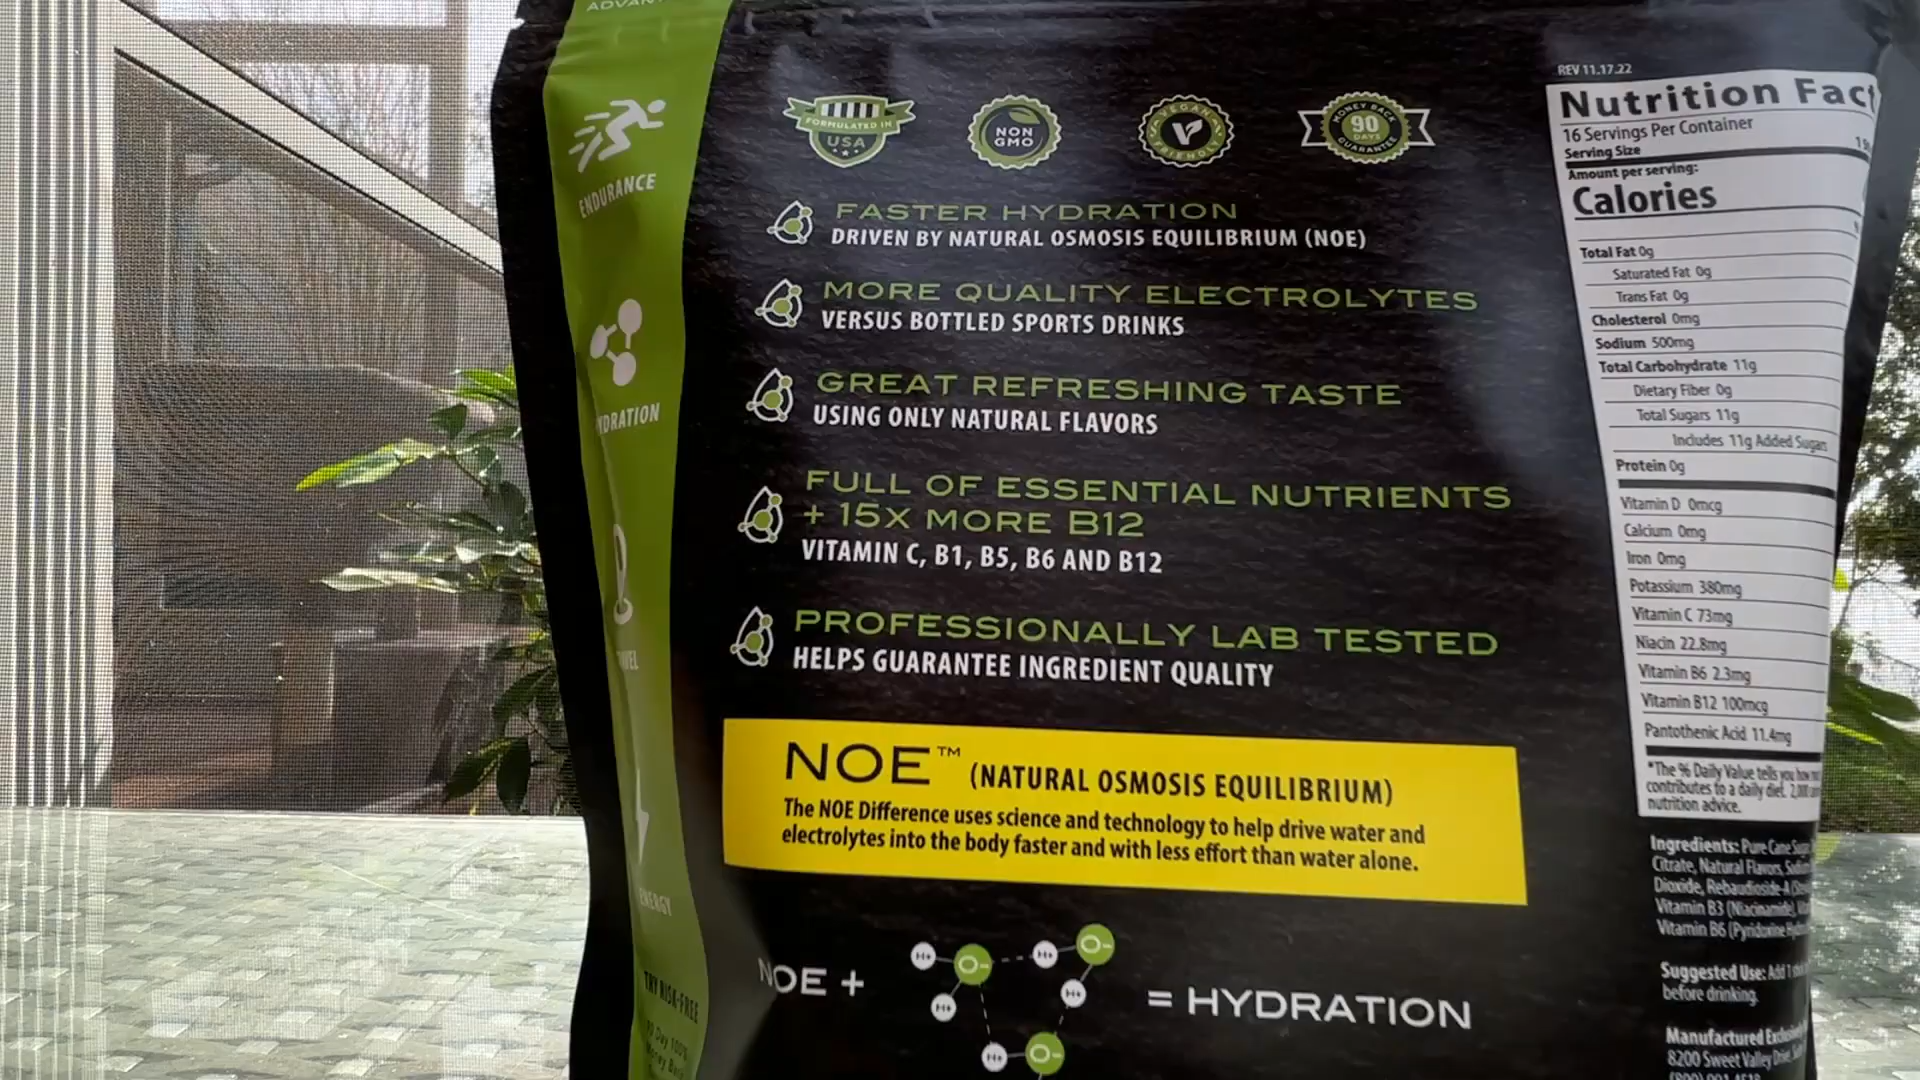 ENDURANCE
ENERGY
TRY RISK-FREE
FORMULATED IN
USA
NON
GMO
VEGAN
FRIENDLY
MONEY BACK
90
DAYS
GUARANTEE
FASTER HYDRATION
DRIVEN BY NATURAL OSMOSIS EQUILIBRIUM (NOE)
MORE QUALITY ELECTROLYTES
VERSUS BOTTLED SPORTS DRINKS
GREAT REFRESHING TASTE
USING ONLY NATURAL FLAVORS
FULL OF ESSENTIAL NUTRIENTS
+ 15X MORE B12
VITAMIN C, B1, B5, B6 AND B12
PROFESSIONALLY LAB TESTED
HELPS GUARANTEE INGREDIENT QUALITY
NOE™ (NATURAL OSMOSIS EQUILIBRIUM)
The NOE Difference uses science and technology to help drive water and
electrolytes into the body faster and with less effort than water alone.
NOE + = HYDRATION
H+ O- H+ O-
H+ H+
H+ O-
REV 11.17.22
Nutrition Fact
16 Servings Per Container
Serving Size
Amount per serving:
Calories
Total Fat 0g
Saturated Fat 0g
Trans Fat 0g
Cholesterol 0mg
Sodium 500mg
Total Carbohydrate 11g
Dietary Fiber 0g
Total Sugars 11g
Includes 11g Added Sugars
Protein 0g
Vitamin D 0mcg
Calcium 0mg
Iron 0mg
Potassium 380mg
Vitamin C 73mg
Niacin 22.8mg
Vitamin B6 2.3mg
Vitamin B12 100mcg
Pantothenic Acid 11.4mg
*The % Daily Value tells you how
contributes to a daily diet. 2,
nutrition advice.
Ingredients: Pure Cane
Citrate, Natural Flavors,
Dioxide, Rebaudioside-A
Vitamin B3 (Niacinamide),
Vitamin B6 (Pyridoxine
Suggested Use: Add 1
before drinking.
Manufactured
8200 Sweet Valley Drive,